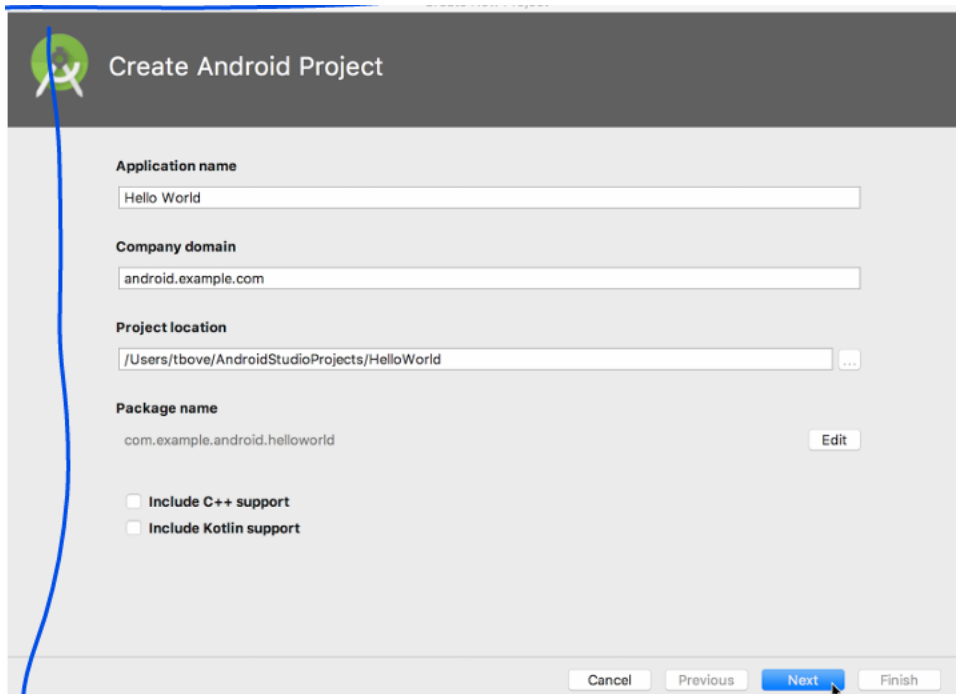 Create Android Project
Application name
Hello World
Company domain
android.example.com
Project location
/Users/tbove/AndroidStudioProjects/HelloWorld
...
Package name
com.example.android.helloworld
Edit
Include C++ support
Include Kotlin support
Cancel Previous Next Finish